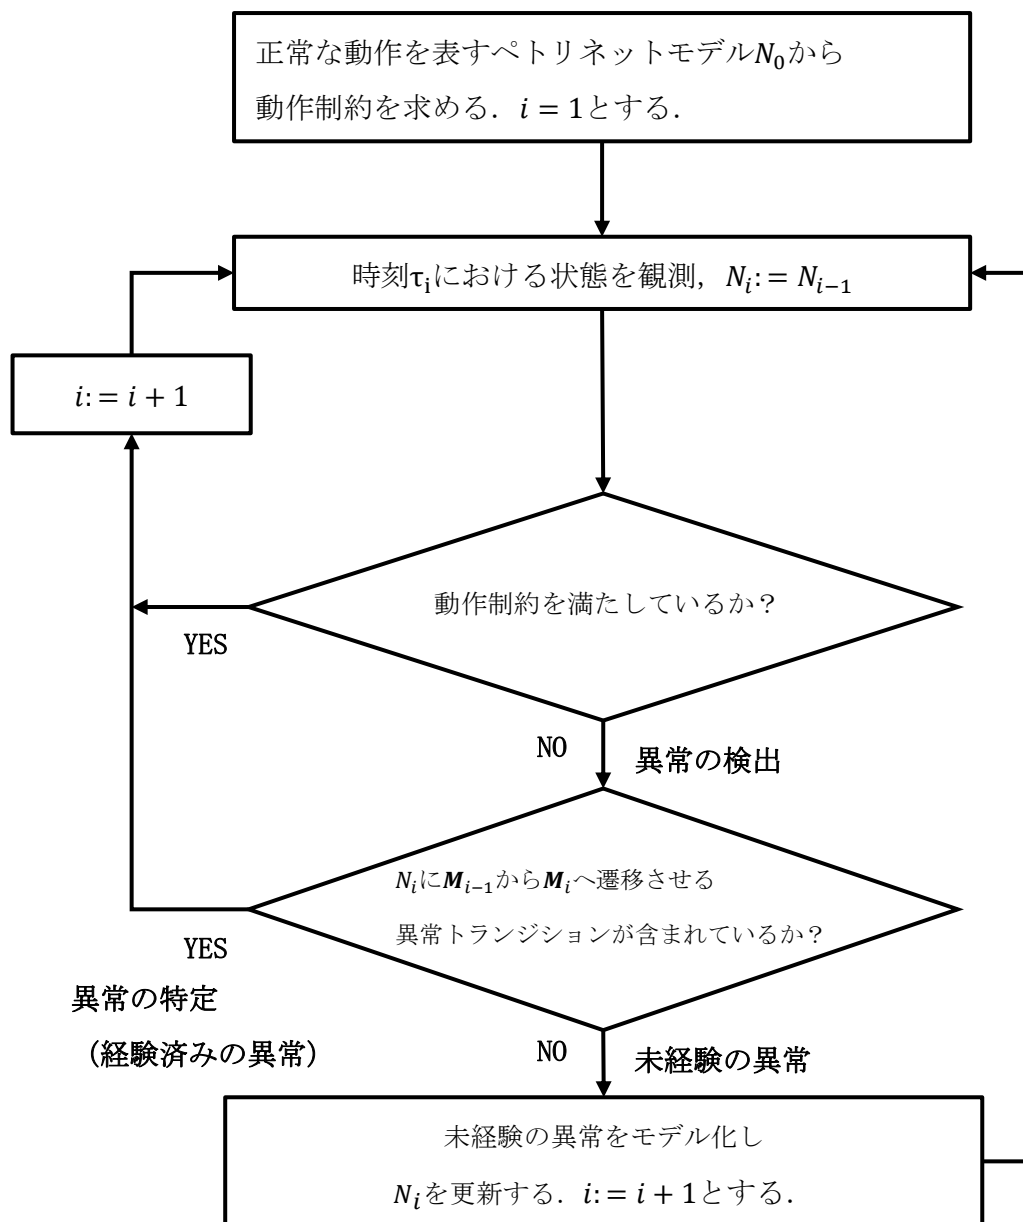 正常な動作を表すペトリネットモデルN₀から
動作制約を求める．i = 1とする．
時刻τᵢにおける状態を観測，Nᵢ: = Nᵢ₋₁
i: = i + 1
動作制約を満たしているか？
YES
NO
異常の検出
Nᵢに𝑴ᵢ₋₁から𝑴ᵢへ遷移させる
異常トランジションが含まれているか？
YES
異常の特定
（経験済みの異常）
NO
未経験の異常
未経験の異常をモデル化し
Nᵢを更新する．i: = i + 1とする．